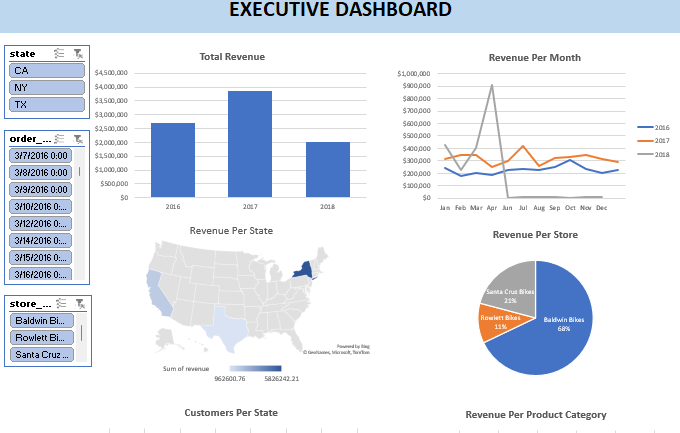 EXECUTIVE DASHBOARD
state
CA
NY
TX
order_...
3/7/2016 0:00
3/8/2016 0:00
3/9/2016 0:00
3/10/2016 0:...
3/12/2016 0:...
3/14/2016 0:...
3/15/2016 0:...
3/16/2016 0:...
store_...
Baldwin Bi...
Rowlett Bi...
Santa Cruz ...
Total Revenue
$4,500,000
$4,000,000
$3,500,000
$3,000,000
$2,500,000
$2,000,000
$1,500,000
$1,000,000
$500,000
$0
2016 2017 2018
Revenue Per Month
$1,000,000
$900,000
$800,000
$700,000
$600,000
$500,000
$400,000
$300,000
$200,000
$100,000
$0
Jan Feb Mar Apr Jun Jul Aug Sep Oct Nov Dec
2016
2017
2018
Revenue Per State
Powered by Bing
© GeoNames, Microsoft, TomTom
Sum of revenue
962600.76 5826242.21
Revenue Per Store
Santa Cruz Bikes
21%
Rowlett Bikes
11%
Baldwin Bikes
68%
Customers Per State
Revenue Per Product Category